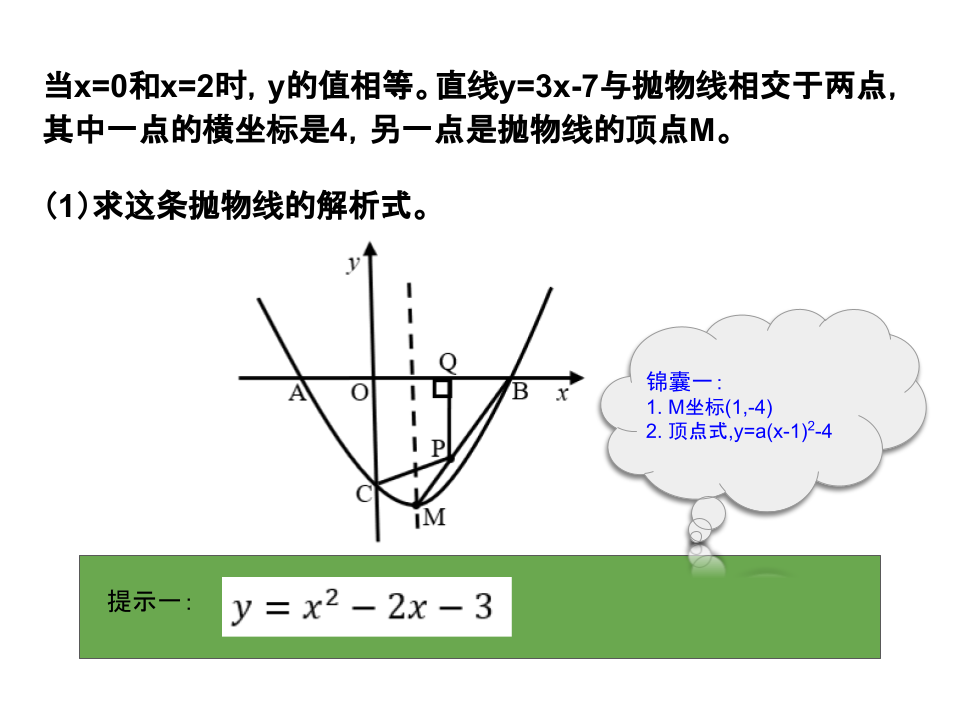 当x=0和x=2时，y的值相等。直线y=3x-7与抛物线相交于两点，
其中一点的横坐标是4，另一点是抛物线的顶点M。
（1）求这条抛物线的解析式。
y
Q
A
O
B
x
P
C
M
锦囊一：
1. M坐标(1,-4)
2. 顶点式,y=a(x-1)²-4
提示一： y = x² − 2x − 3